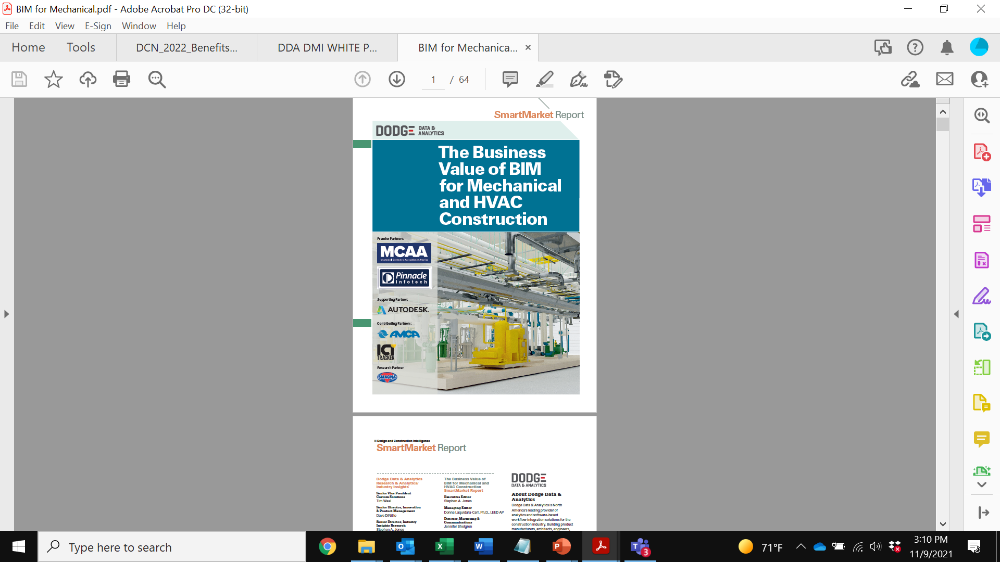 BIM for Mechanical.pdf - Adobe Acrobat Pro DC (32-bit)
File Edit View E-Sign Window Help
Home Tools DCN_2022_Benefits... DDA DMI WHITE P... BIM for Mechanica... ×
1 / 64
SmartMarket Report
DODGE DATA &
ANALYTICS
The Business
Value of BIM
for Mechanical
and HVAC
Construction
Premier Partners:
MCAA
Mechanical Contractors Association of America
Pinnacle
Infotech
Supporting Partner:
AUTODESK.
Contributing Partners:
AMCA
ICT
TRACKER
Research Partner:
SMACNA
Design and Construction Intelligence
SmartMarket Report
Dodge Data & Analytics
Research & Analytics/
Industry Insights
Senior Vice President
Custom Solutions
Tim Waal
Senior Director, Innovation
& Product Management
Dave DiNitto
Senior Director, Industry
Insights Research
Stephen A. Jones
The Business Value of
BIM for Mechanical and
HVAC Construction
SmartMarket Report
Executive Editor
Stephen A. Jones
Managing Editor
Donna Laquidara-Carr, Ph.D., LEED AP
Director, Marketing &
Communications
Jennifer Shelgren
DODGE
DATA & ANALYTICS
About Dodge Data &
Analytics
Dodge Data & Analytics is North
America's leading provider of
analytics and software-based
workflow integration solutions for the
construction industry. Building product
manufacturers, architects, engineers,
Type here to search
3
71°F
3:10 PM
11/9/2021